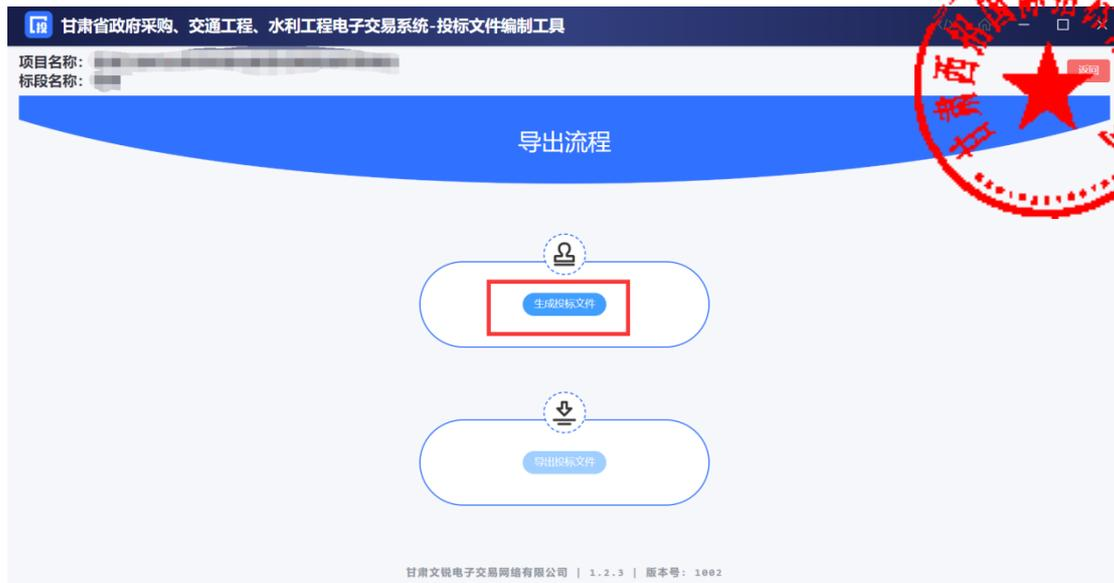 投 甘肃省政府采购、交通工程、水利工程电子交易系统-投标文件编制工具
项目名称：
标段名称：
返回
甘肃西
导出流程
生成投标文件
导出投标文件
甘肃文锐电子交易网络有限公司 | 1.2.3 | 版本号: 1002